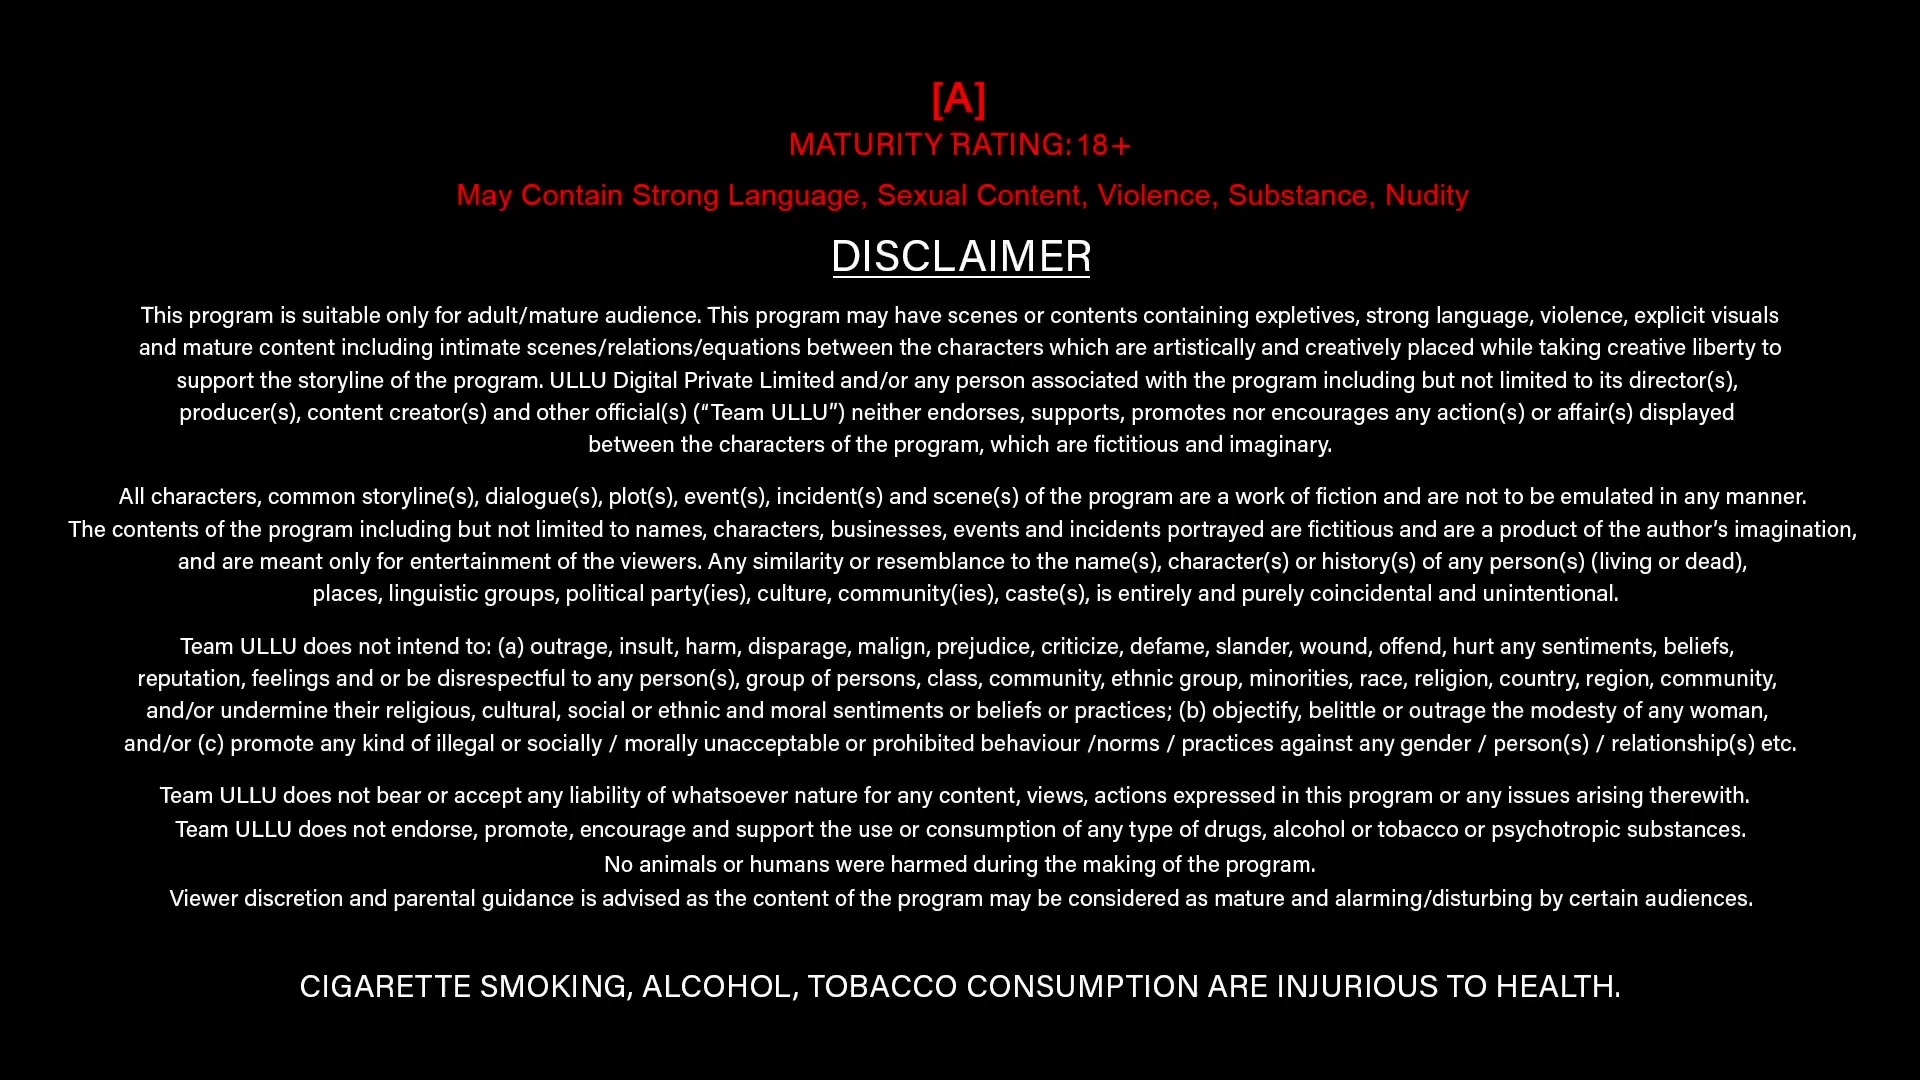 [A]
MATURITY RATING:18+
May Contain Strong Language, Sexual Content, Violence, Substance, Nudity
DISCLAIMER
This program is suitable only for adult/mature audience. This program may have scenes or contents containing expletives, strong language, violence, explicit visuals
and mature content including intimate scenes/relations/equations between the characters which are artistically and creatively placed while taking creative liberty to
support the storyline of the program. ULLU Digital Private Limited and/or any person associated with the program including but not limited to its director(s),
producer(s), content creator(s) and other official(s) (“Team ULLU”) neither endorses, supports, promotes nor encourages any action(s) or affair(s) displayed
between the characters of the program, which are fictitious and imaginary.
All characters, common storyline(s), dialogue(s), plot(s), event(s), incident(s) and scene(s) of the program are a work of fiction and are not to be emulated in any manner.
The contents of the program including but not limited to names, characters, businesses, events and incidents portrayed are fictitious and are a product of the author’s imagination,
and are meant only for entertainment of the viewers. Any similarity or resemblance to the name(s), character(s) or history(s) of any person(s) (living or dead),
places, linguistic groups, political party(ies), culture, community(ies), caste(s), is entirely and purely coincidental and unintentional.
Team ULLU does not intend to: (a) outrage, insult, harm, disparage, malign, prejudice, criticize, defame, slander, wound, offend, hurt any sentiments, beliefs,
reputation, feelings and or be disrespectful to any person(s), group of persons, class, community, ethnic group, minorities, race, religion, country, region, community,
and/or undermine their religious, cultural, social or ethnic and moral sentiments or beliefs or practices; (b) objectify, belittle or outrage the modesty of any woman,
and/or (c) promote any kind of illegal or socially / morally unacceptable or prohibited behaviour /norms / practices against any gender / person(s) / relationship(s) etc.
Team ULLU does not bear or accept any liability of whatsoever nature for any content, views, actions expressed in this program or any issues arising therewith.
Team ULLU does not endorse, promote, encourage and support the use or consumption of any type of drugs, alcohol or tobacco or psychotropic substances.
No animals or humans were harmed during the making of the program.
Viewer discretion and parental guidance is advised as the content of the program may be considered as mature and alarming/disturbing by certain audiences.
CIGARETTE SMOKING, ALCOHOL, TOBACCO CONSUMPTION ARE INJURIOUS TO HEALTH.